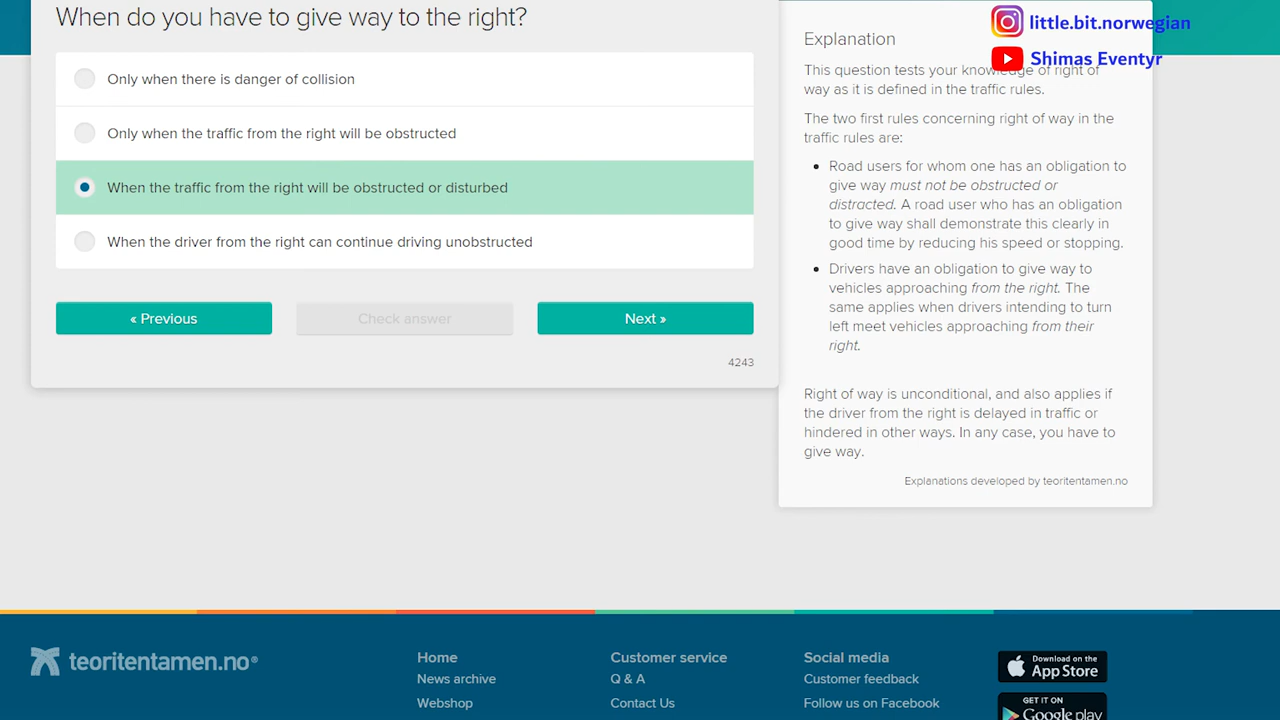 When do you have to give way to the right?
Only when there is danger of collision
Only when the traffic from the right will be obstructed
When the traffic from the right will be obstructed or disturbed
When the driver from the right can continue driving unobstructed
« Previous
Check answer
Next »
4243
little.bit.norwegian
Shimas Eventyr
Explanation
This question tests your knowledge of right of
way as it is defined in the traffic rules.
The two first rules concerning right of way in the
traffic rules are:
• Road users for whom one has an obligation to
give way must not be obstructed or
distracted. A road user who has an obligation
to give way shall demonstrate this clearly in
good time by reducing his speed or stopping.
• Drivers have an obligation to give way to
vehicles approaching from the right. The
same applies when drivers intending to turn
left meet vehicles approaching from their
right.
Right of way is unconditional, and also applies if
the driver from the right is delayed in traffic or
hindered in other ways. In any case, you have to
give way.
Explanations developed by teoritentamen.no
teoritentamen.no®
Home
News archive
Webshop
Customer service
Q & A
Contact Us
Social media
Customer feedback
Follow us on Facebook
Download on the
App Store
GET IT ON
Google play